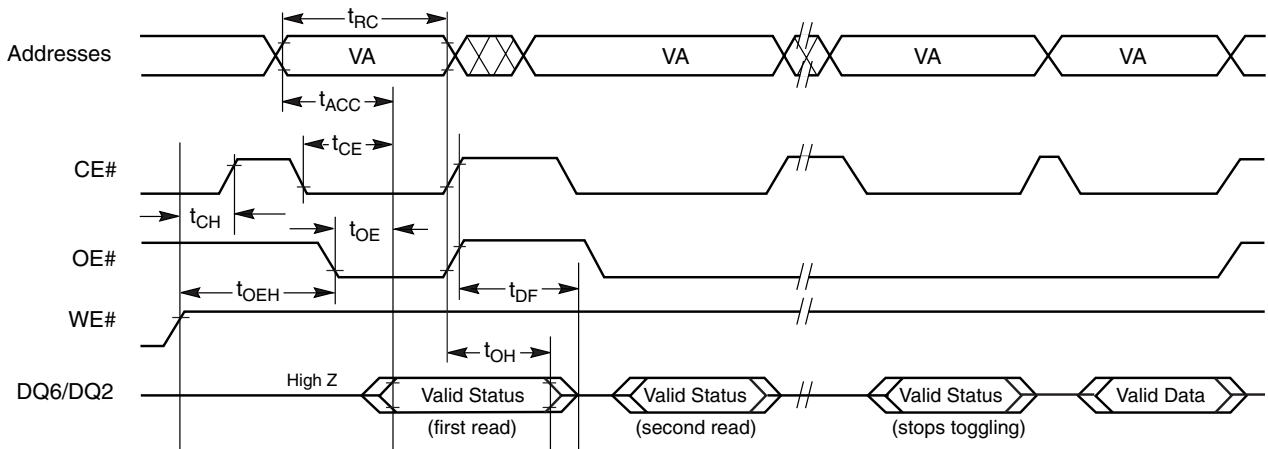 tRC
Addresses VA VA VA VA
tACC
tCE
CE#
tCH tOE
OE#
tOEH tDF
WE#
tOH
DQ6/DQ2 High Z Valid Status Valid Status Valid Status Valid Data
(first read) (second read) (stops toggling)